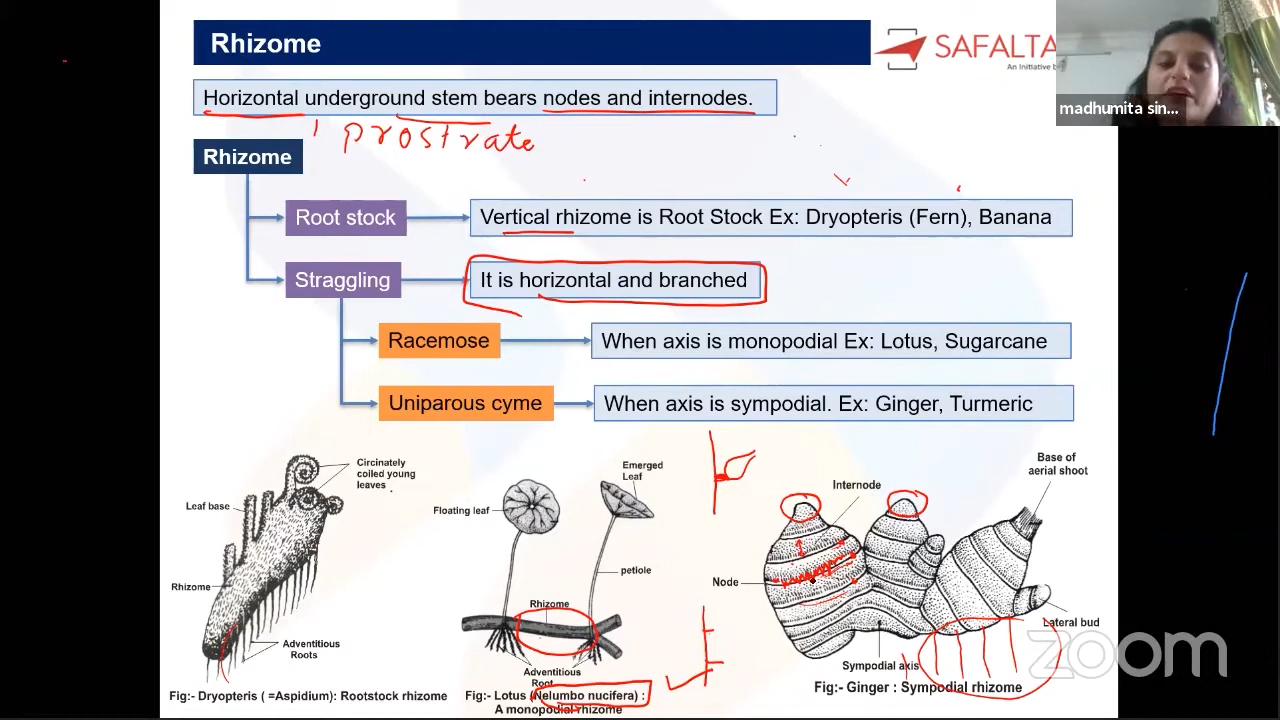 Rhizome
SAFALTA
An Initiative b
madhumita sin...
Horizontal underground stem bears nodes and internodes.
prostrate
Rhizome
Root stock
Vertical rhizome is Root Stock Ex: Dryopteris (Fern), Banana
Straggling
It is horizontal and branched
Racemose
When axis is monopodial Ex: Lotus, Sugarcane
Uniparous cyme
When axis is sympodial. Ex: Ginger, Turmeric
Circinately
coiled young
leaves
Leaf base
Rhizome
Adventitious
Roots
Fig:- Dryopteris ( =Aspidium): Rootstock rhizome
Emerged
Leaf
Floating leaf
petiole
Rhizome
Adventitious
Root
Fig:- Lotus (Nelumbo nucifera) :
A monopodial rhizome
Base of
aerial shoot
Internode
Node
Lateral bud
Sympodial axis
Fig:- Ginger : Sympodial rhizome
zoom